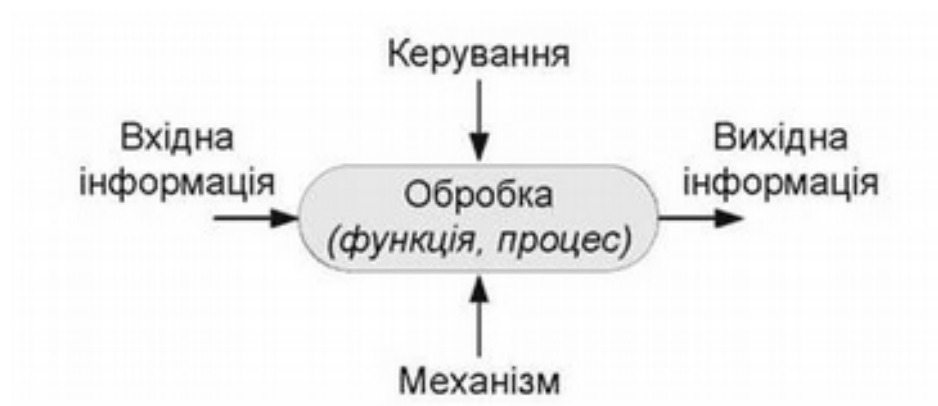 Керування
Вхідна
інформація
Обробка
(функція, процес)
Вихідна
інформація
Механізм